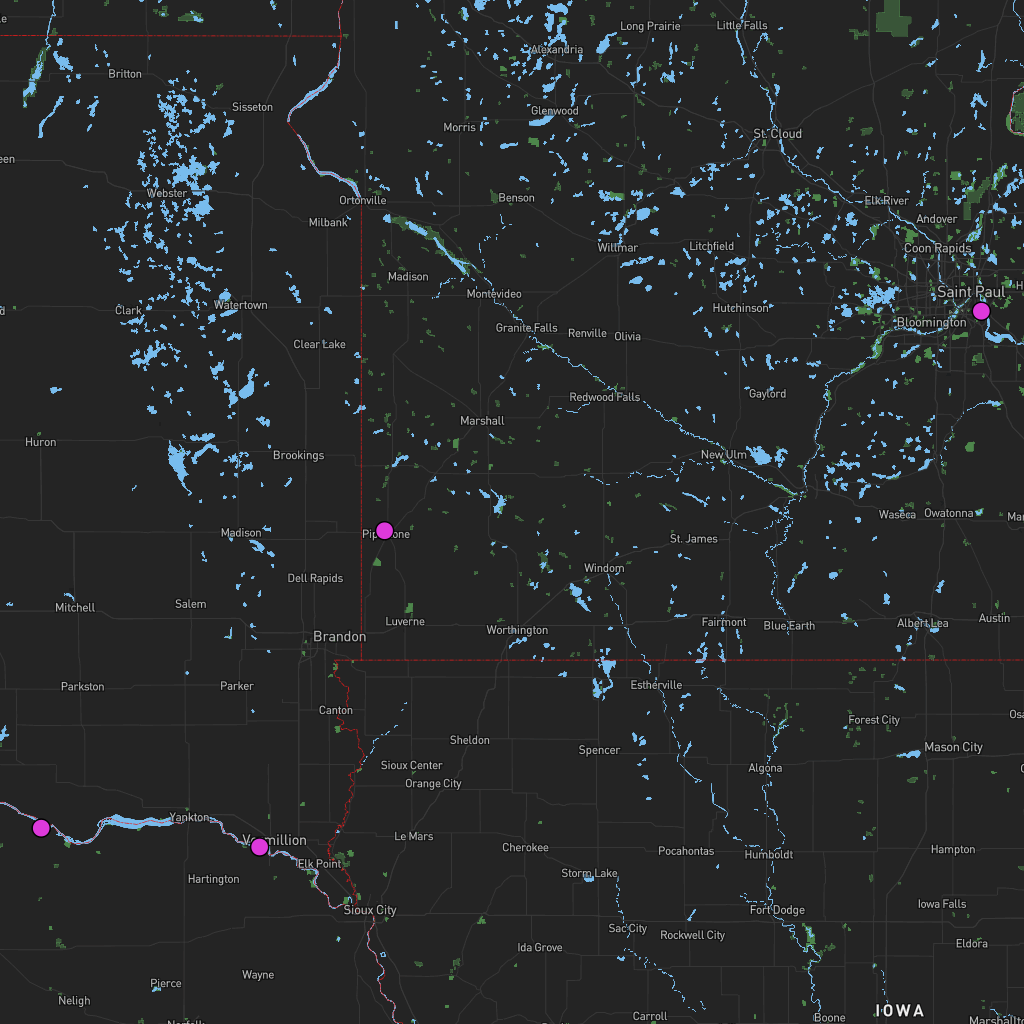 Long Prairie
Little Falls
Alexandria
Britton
Sisseton
Glenwood
Morris
St. Cloud
een
Webster
Ortonville
Benson
Elk River
Milbank
Andover
Willmar
Litchfield
Coon Rapids
Madison
Montevideo
Saint Paul
H
Clark
Watertown
Hutchinson
Granite Falls
Renville
Olivia
Bloomington
Clear Lake
Redwood Falls
Gaylord
Marshall
Huron
Brookings
New Ulm
Waseca
Owatonna
Madison
St. James
Windom
Dell Rapids
Mitchell
Salem
Luverne
Worthington
Fairmont
Blue Earth
Albert Lea
Austin
Brandon
Parkston
Parker
Estherville
Canton
Forest City
Sheldon
Spencer
Mason City
Sioux Center
Algona
Orange City
Yankton
Le Mars
Cherokee
Pocahontas
Humboldt
Hampton
Elk Point
Hartington
Storm Lake
Sioux City
Fort Dodge
Iowa Falls
Sac City
Rockwell City
Ida Grove
Eldora
Wayne
Pierce
Neligh
IOWA
Carroll
Boone